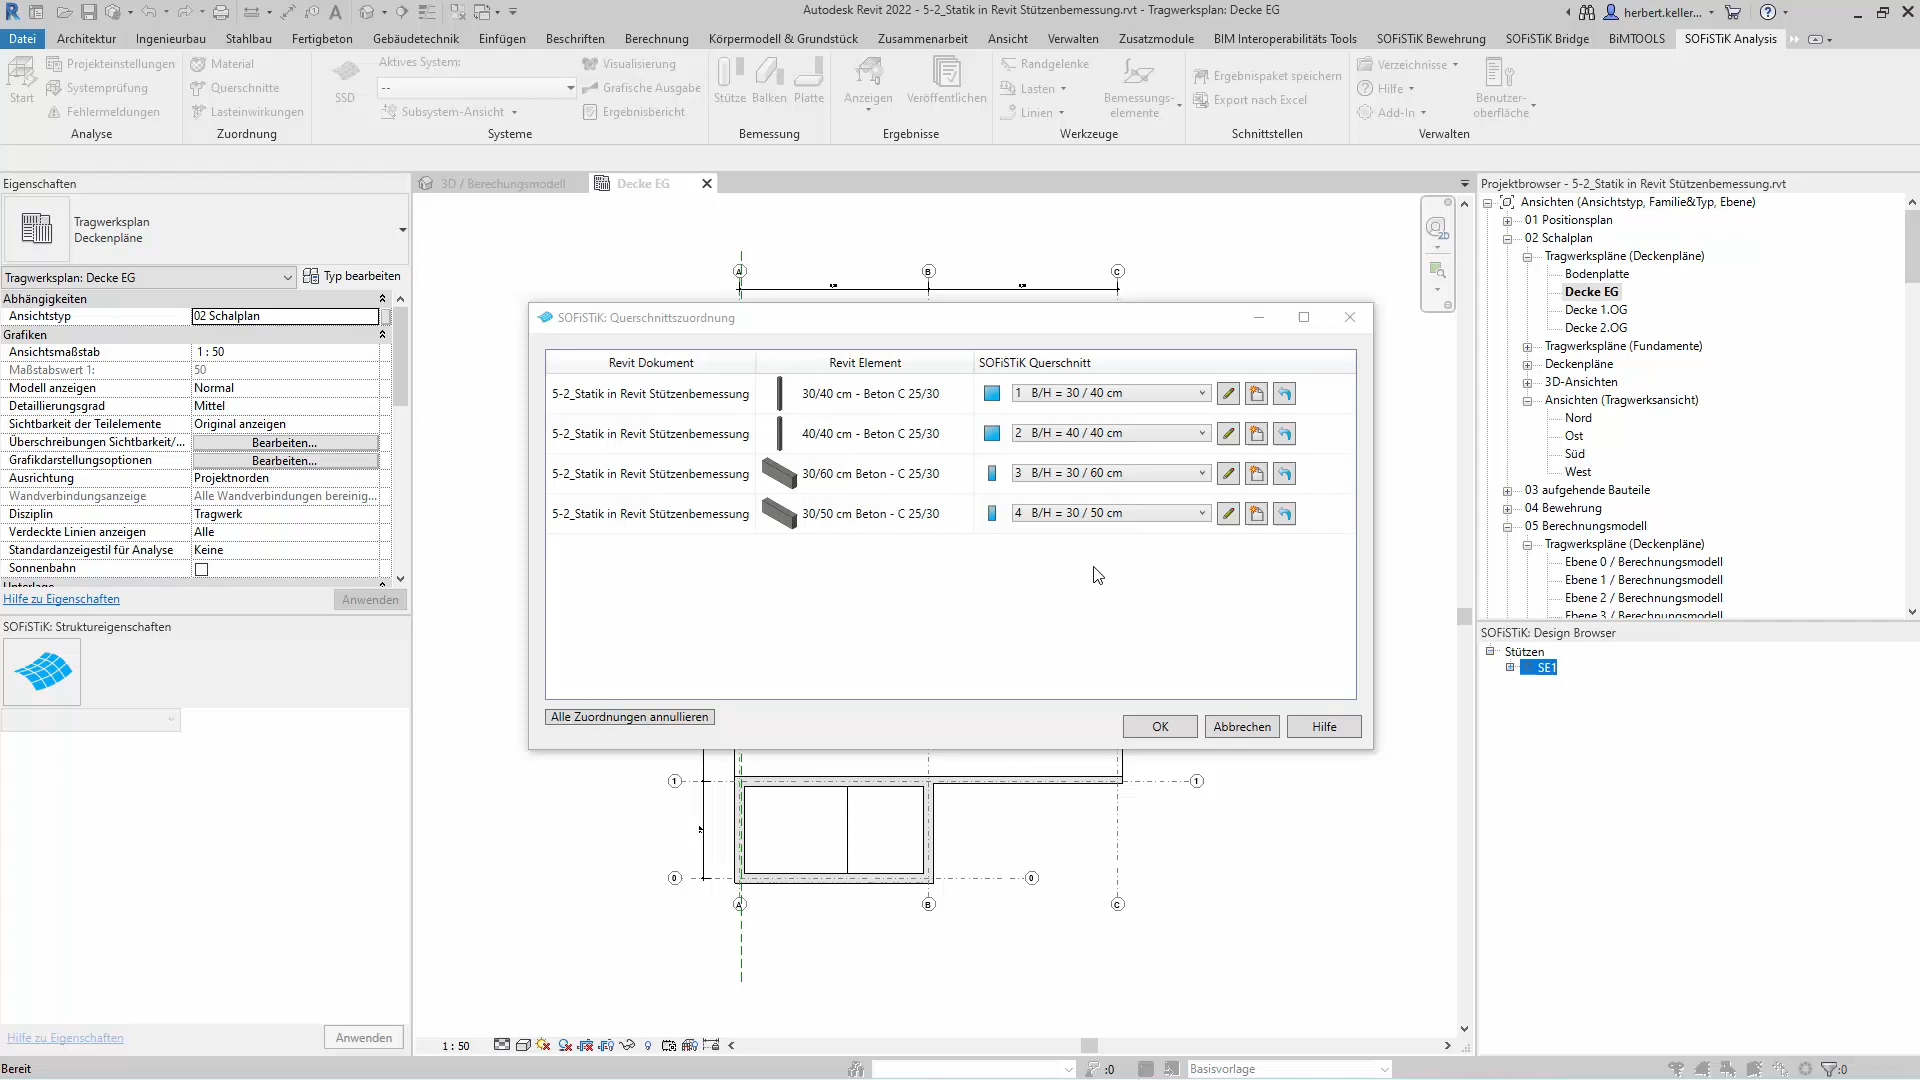 Autodesk Revit 2022 - 5-2_Statik in Revit Stützenbemessung.rvt - Tragwerksplan: Decke EG
herbert.keller...
Datei Architektur Ingenieurbau Stahlbau Fertigbeton Gebäudetechnik Einfügen Beschriften Berechnung Körpermodell & Grundstück Zusammenarbeit Ansicht Verwalten Zusatzmodule BIM Interoperabilitäts Tools SOFiSTiK Bewehrung SOFiSTiK Bridge BiMTOOLS SOFiSTiK Analysis
Start
Projekteinstellungen
Systemprüfung
Fehlermeldungen
Analyse
Material
Querschnitte
Lasteinwirkungen
Zuordnung
SSD
Aktives System:
--
Subsystem-Ansicht
Visualisierung
Grafische Ausgabe
Ergebnisbericht
Systeme
Stütze Balken Platte
Bemessung
Anzeigen Veröffentlichen
Ergebnisse
Randgelenke
Lasten
Linien
Bemessungs-
elemente
Werkzeuge
Ergebnispaket speichern
Export nach Excel
Schnittstellen
Verzeichnisse
Hilfe
Add-In
Benutzer-
oberfläche
Verwalten
Eigenschaften
Tragwerksplan
Deckenpläne
Tragwerksplan: Decke EG
Typ bearbeiten
Abhängigkeiten
Ansichtstyp 02 Schalplan
Grafiken
Ansichtsmaßstab 1 : 50
Maßstabswert 1: 50
Modell anzeigen Normal
Detaillierungsgrad Mittel
Sichtbarkeit der Teilelemente Original anzeigen
Überschreibungen Sichtbarkeit/... Bearbeiten...
Grafikdarstellungsoptionen Bearbeiten...
Ausrichtung Projektnorden
Wandverbindungsanzeige Alle Wandverbindungen bereinig...
Disziplin Tragwerk
Verdeckte Linien anzeigen Alle
Standardanzeigestil für Analyse Keine
Sonnenbahn
Unterlage
Hilfe zu Eigenschaften Anwenden
SOFiSTiK: Struktureigenschaften
Hilfe zu Eigenschaften Anwenden
3D / Berechungsmodell
Decke EG
2D
A B C
SOFiSTiK: Querschnittszuordnung
Revit Dokument Revit Element SOFiSTiK Querschnitt
5-2_Statik in Revit Stützenbemessung 30/40 cm - Beton C 25/30 1 B/H = 30 / 40 cm
5-2_Statik in Revit Stützenbemessung 40/40 cm - Beton C 25/30 2 B/H = 40 / 40 cm
5-2_Statik in Revit Stützenbemessung 30/60 cm Beton - C 25/30 3 B/H = 30 / 60 cm
5-2_Statik in Revit Stützenbemessung 30/50 cm Beton - C 25/30 4 B/H = 30 / 50 cm
Alle Zuordnungen annullieren
OK Abbrechen Hilfe
1 1
0 0
A B C
1 : 50
Projektbrowser - 5-2_Statik in Revit Stützenbemessung.rvt
Ansichten (Ansichtstyp, Familie&Typ, Ebene)
01 Positionsplan
02 Schalplan
Tragwerkspläne (Deckenpläne)
Bodenplatte
Decke EG
Decke 1.OG
Decke 2.OG
Tragwerkspläne (Fundamente)
Deckenpläne
3D-Ansichten
Ansichten (Tragwerksansicht)
Nord
Ost
Süd
West
03 aufgehende Bauteile
04 Bewehrung
05 Berechnungsmodell
Tragwerkspläne (Deckenpläne)
Ebene 0 / Berechnungsmodell
Ebene 1 / Berechnungsmodell
Ebene 2 / Berechnungsmodell
Ebene 3 / Berechnungsmodell
SOFiSTiK: Design Browser
Stützen
SE1
Bereit
:0
Basisvorlage
:0